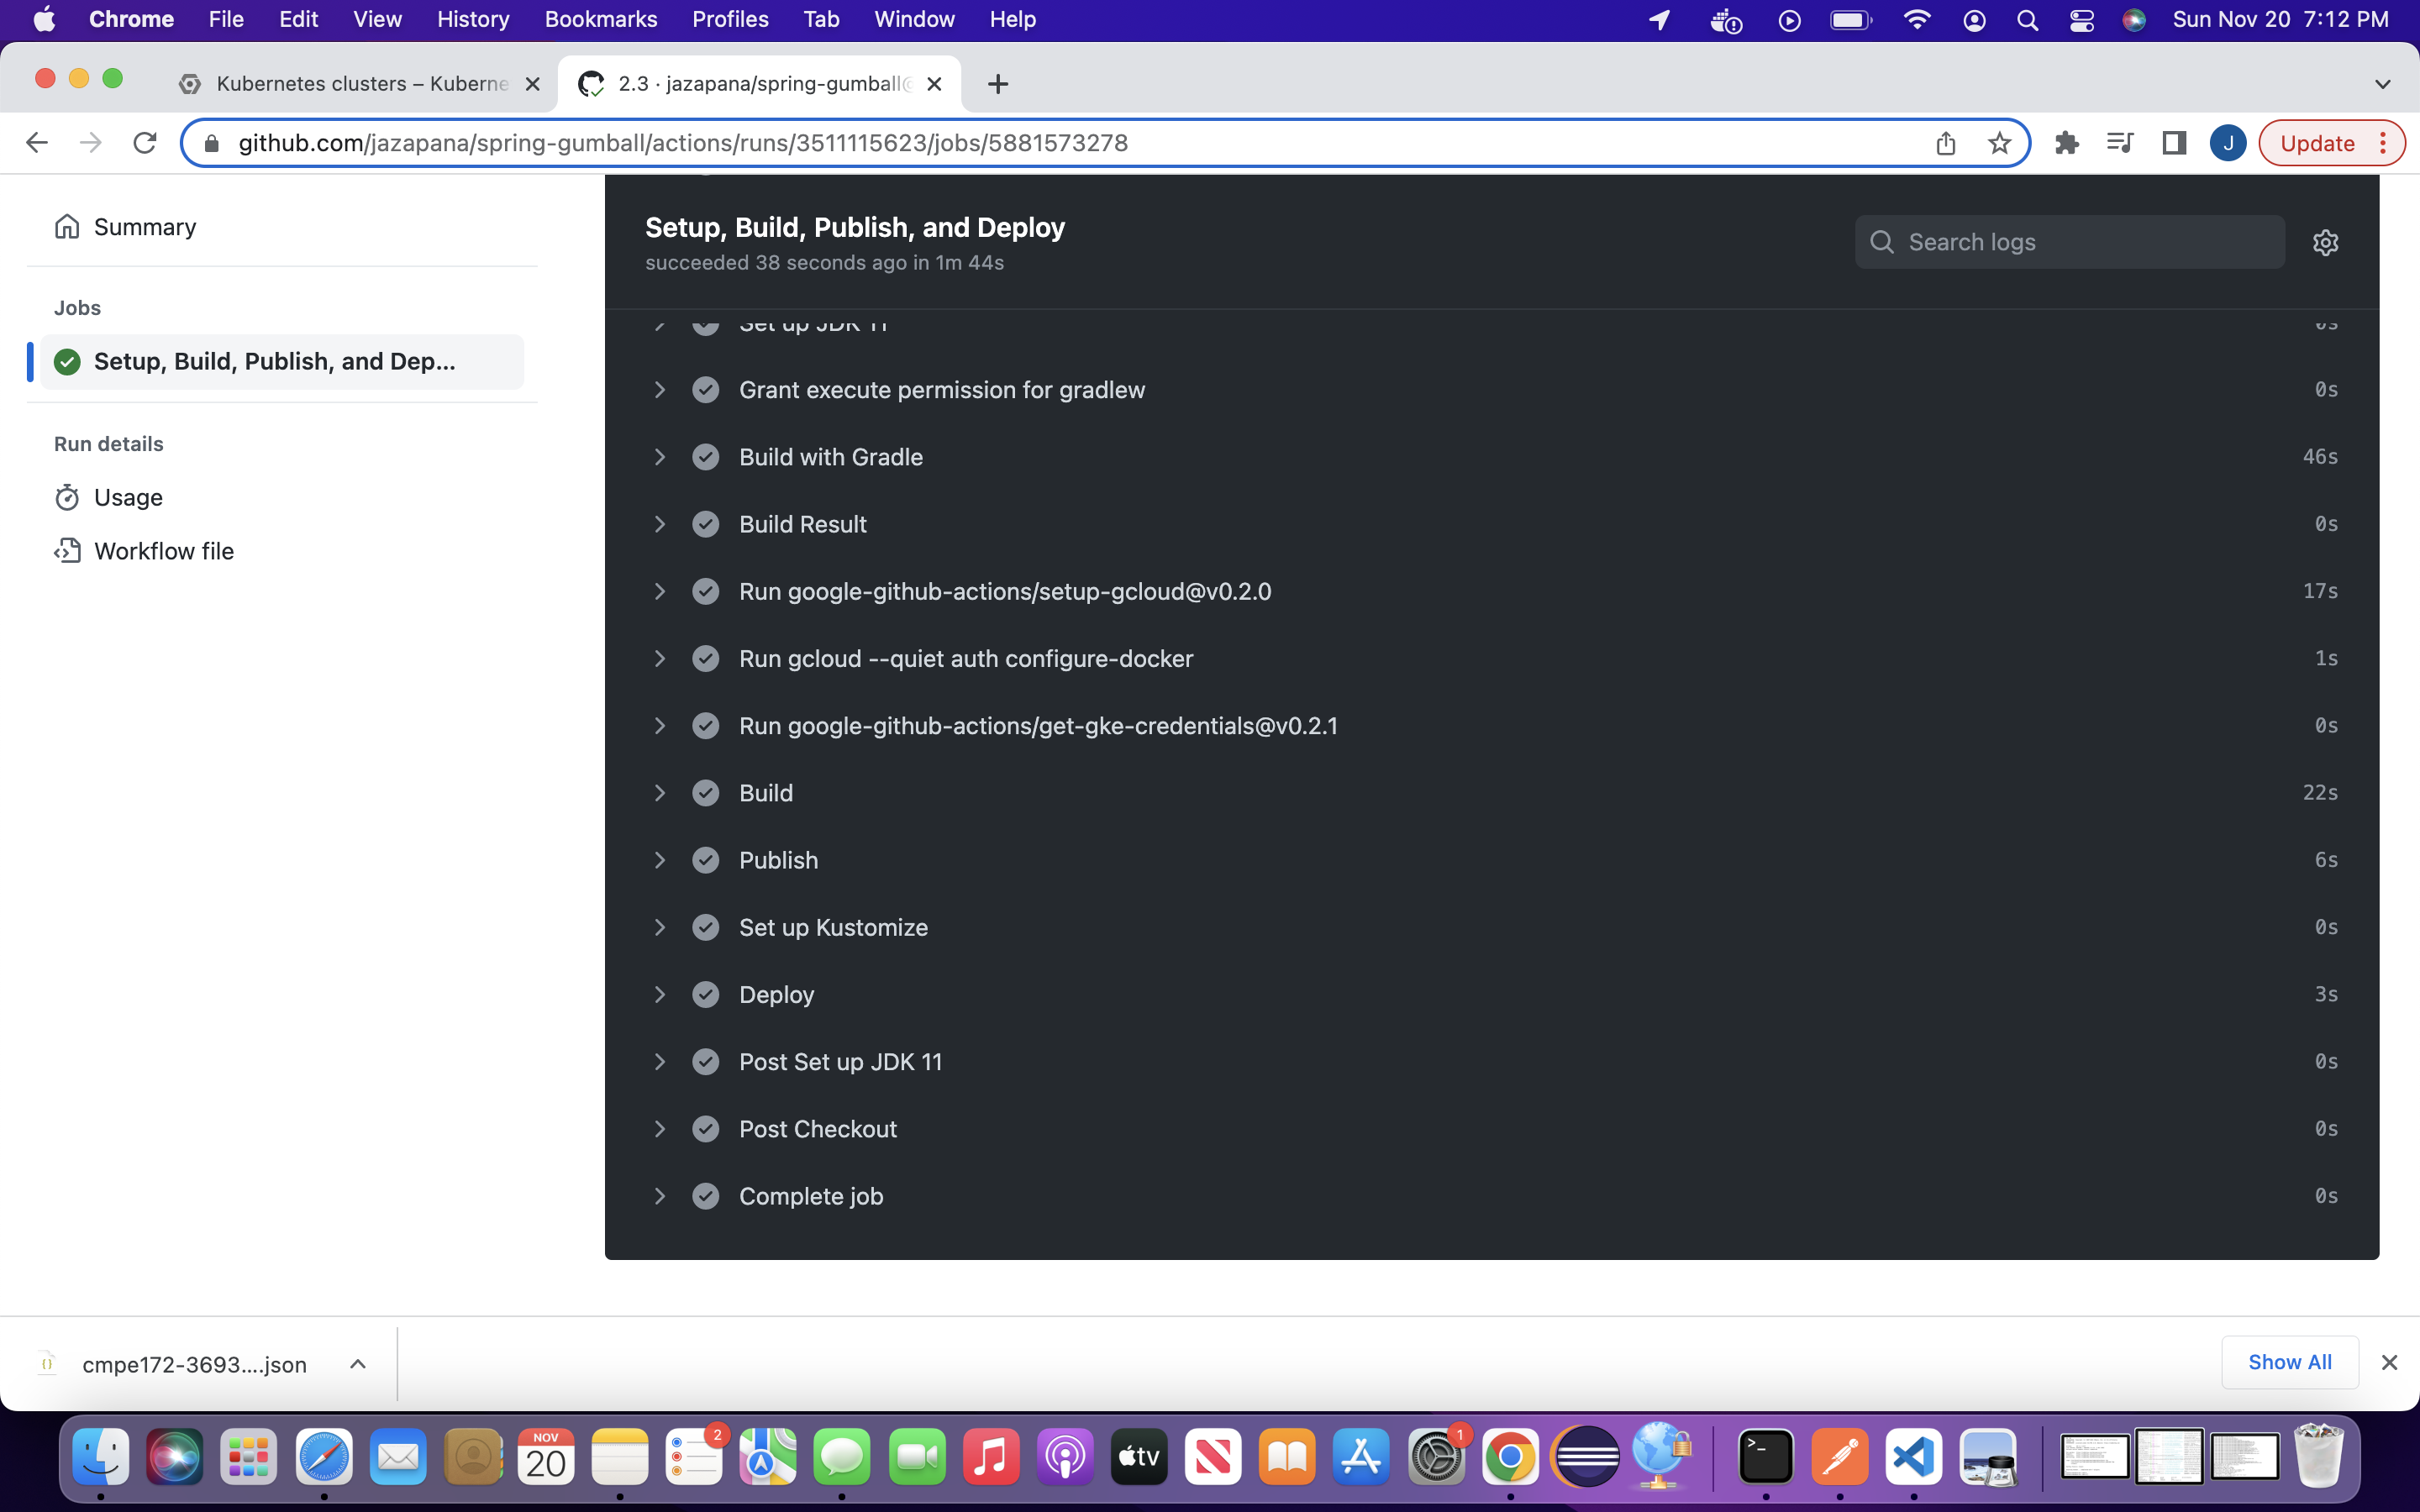 Chrome File Edit View History Bookmarks Profiles Tab Window Help Sun Nov 20 7:12 PM
Kubernetes clusters – Kuberne 2.3 · jazapana/spring-gumball@
github.com/jazapana/spring-gumball/actions/runs/3511115623/jobs/5881573278 J Update
Summary
Jobs
Setup, Build, Publish, and Dep...
Run details
Usage
Workflow file
Setup, Build, Publish, and Deploy
succeeded 38 seconds ago in 1m 44s
Search logs
Set up JDK 11 0s
Grant execute permission for gradlew 0s
Build with Gradle 46s
Build Result 0s
Run google-github-actions/setup-gcloud@v0.2.0 17s
Run gcloud --quiet auth configure-docker 1s
Run google-github-actions/get-gke-credentials@v0.2.1 0s
Build 22s
Publish 6s
Set up Kustomize 0s
Deploy 3s
Post Set up JDK 11 0s
Post Checkout 0s
Complete job 0s
cmpe172-3693....json Show All
NOV
20
2
tv
1